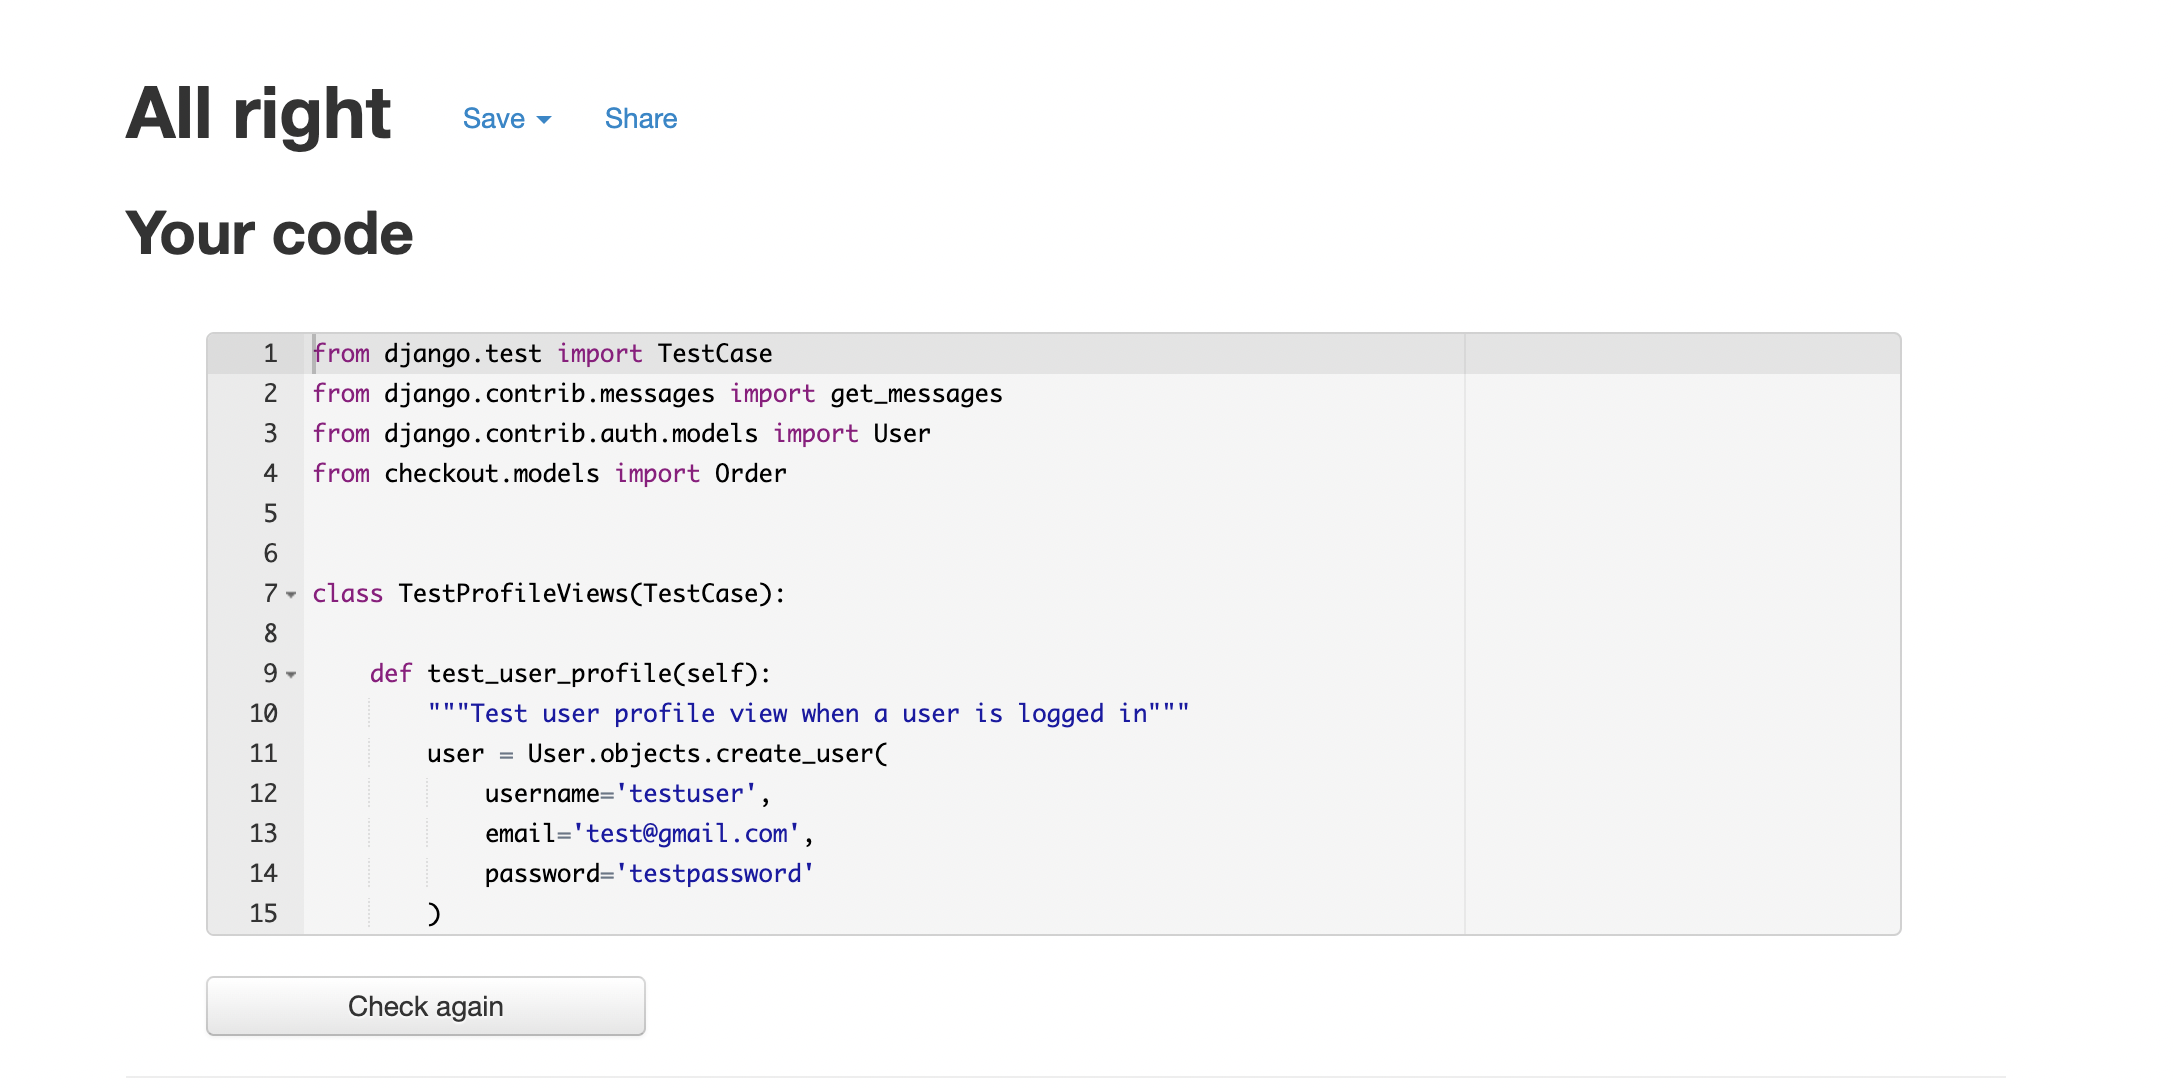 All right Save Share
Your code
1 from django.test import TestCase
2 from django.contrib.messages import get_messages
3 from django.contrib.auth.models import User
4 from checkout.models import Order
5
6
7 class TestProfileViews(TestCase):
8
9     def test_user_profile(self):
10         """Test user profile view when a user is logged in"""
11         user = User.objects.create_user(
12             username='testuser',
13             email='test@gmail.com',
14             password='testpassword'
15         )
Check again